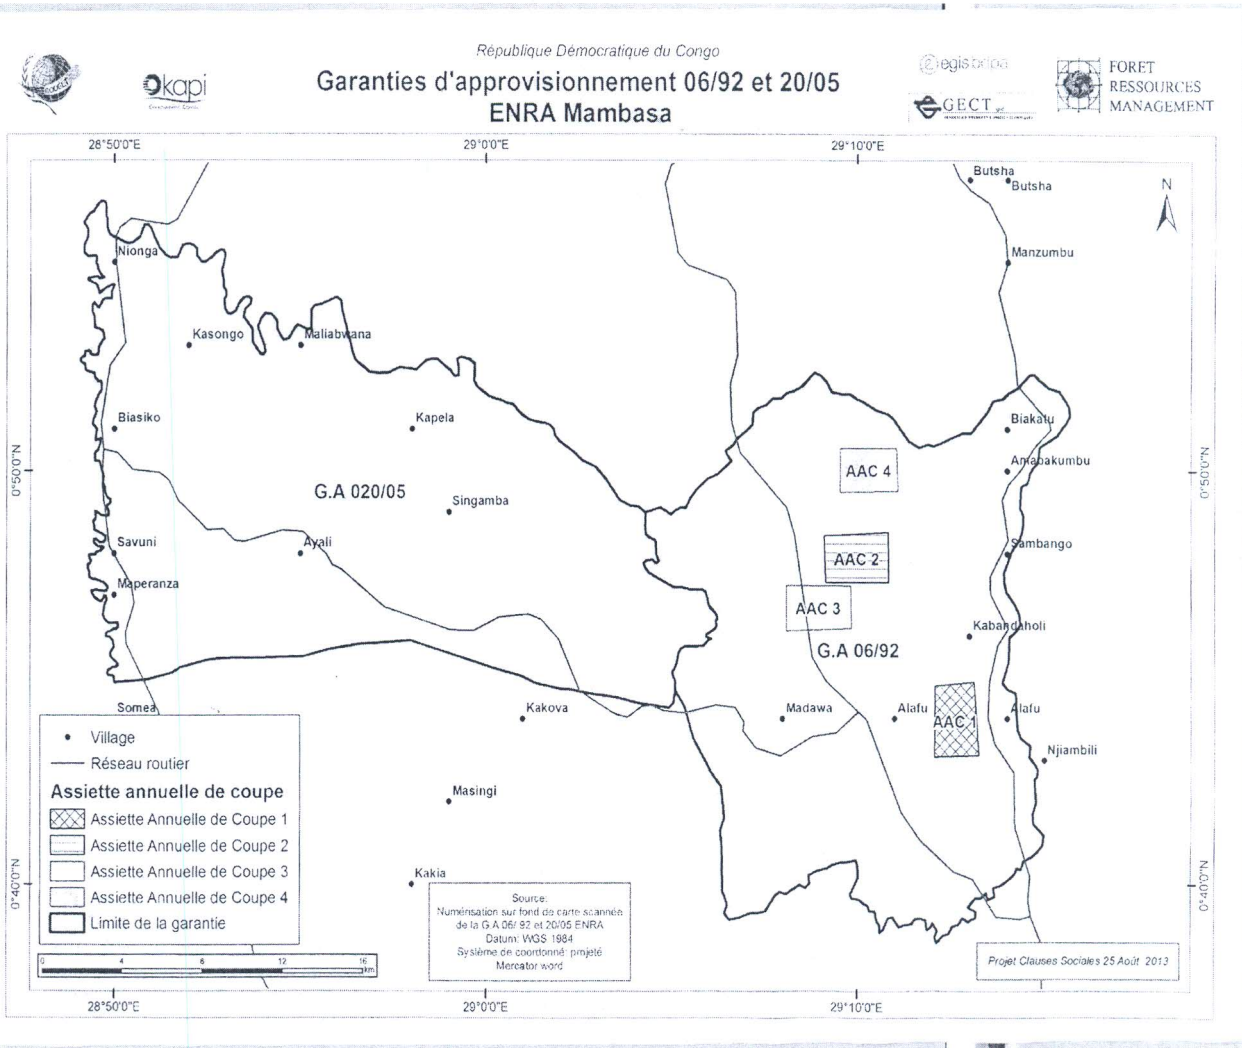 République Démocratique du Congo
Garanties d'approvisionnement 06/92 et 20/05
ENRA Mambasa
Okapi
egis
GECT
FORET
RESSOURCES
MANAGEMENT
28°50'0"E
29°0'0"E
29°10'0"E
Butsha
Butsha
N
Nionga
Manzumbu
Kasongo
Maliabwana
Biasiko
Kapela
Biakatu
0°50'0"N
AAC 4
Amabakumbu
0°50'0"N
G.A 020/05
Singamba
Savuni
Ayali
Sambango
AAC 2
Maperanza
AAC 3
Kabandaholi
G.A 06/92
Somea
Kakova
Madawa
Alafu
AAC 1
Alafu
Njiambili
Masingi
Kakia
Village
Réseau routier
Assiette annuelle de coupe
Assiette Annuelle de Coupe 1
Assiette Annuelle de Coupe 2
Assiette Annuelle de Coupe 3
Assiette Annuelle de Coupe 4
Limite de la garantie
0°40'0"N
0°40'0"N
Source:
Numérisation sur fond de carte scannée
de la G.A 06/ 92 et 20/05 ENRA
Datum: WGS 1984
Système de coordonné: projeté
Mercator word
0 4 8 12 16
km
Projet Clauses Sociales 25 Août 2013
28°50'0"E
29°0'0"E
29°10'0"E